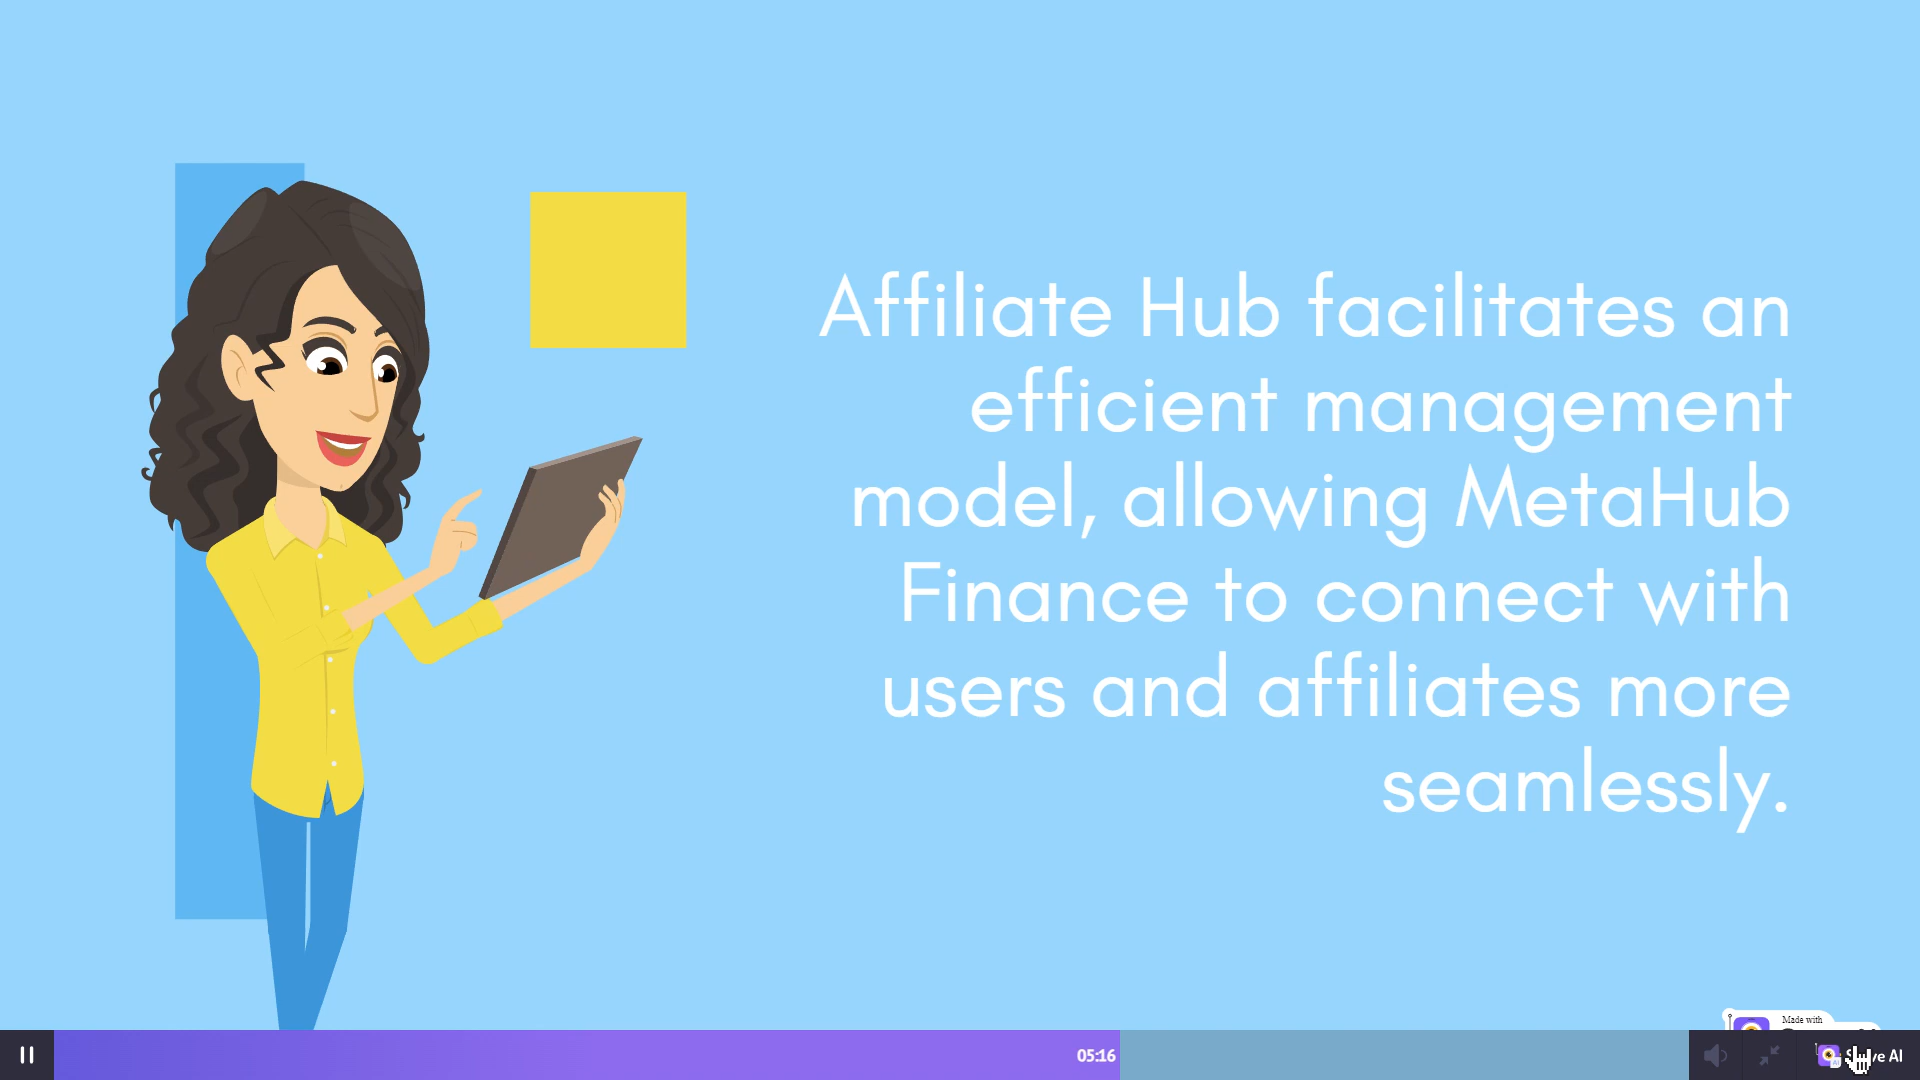 Affiliate Hub facilitates an
efficient management
model, allowing MetaHub
Finance to connect with
users and affiliates more
seamlessly.
Made with
05:16
AI